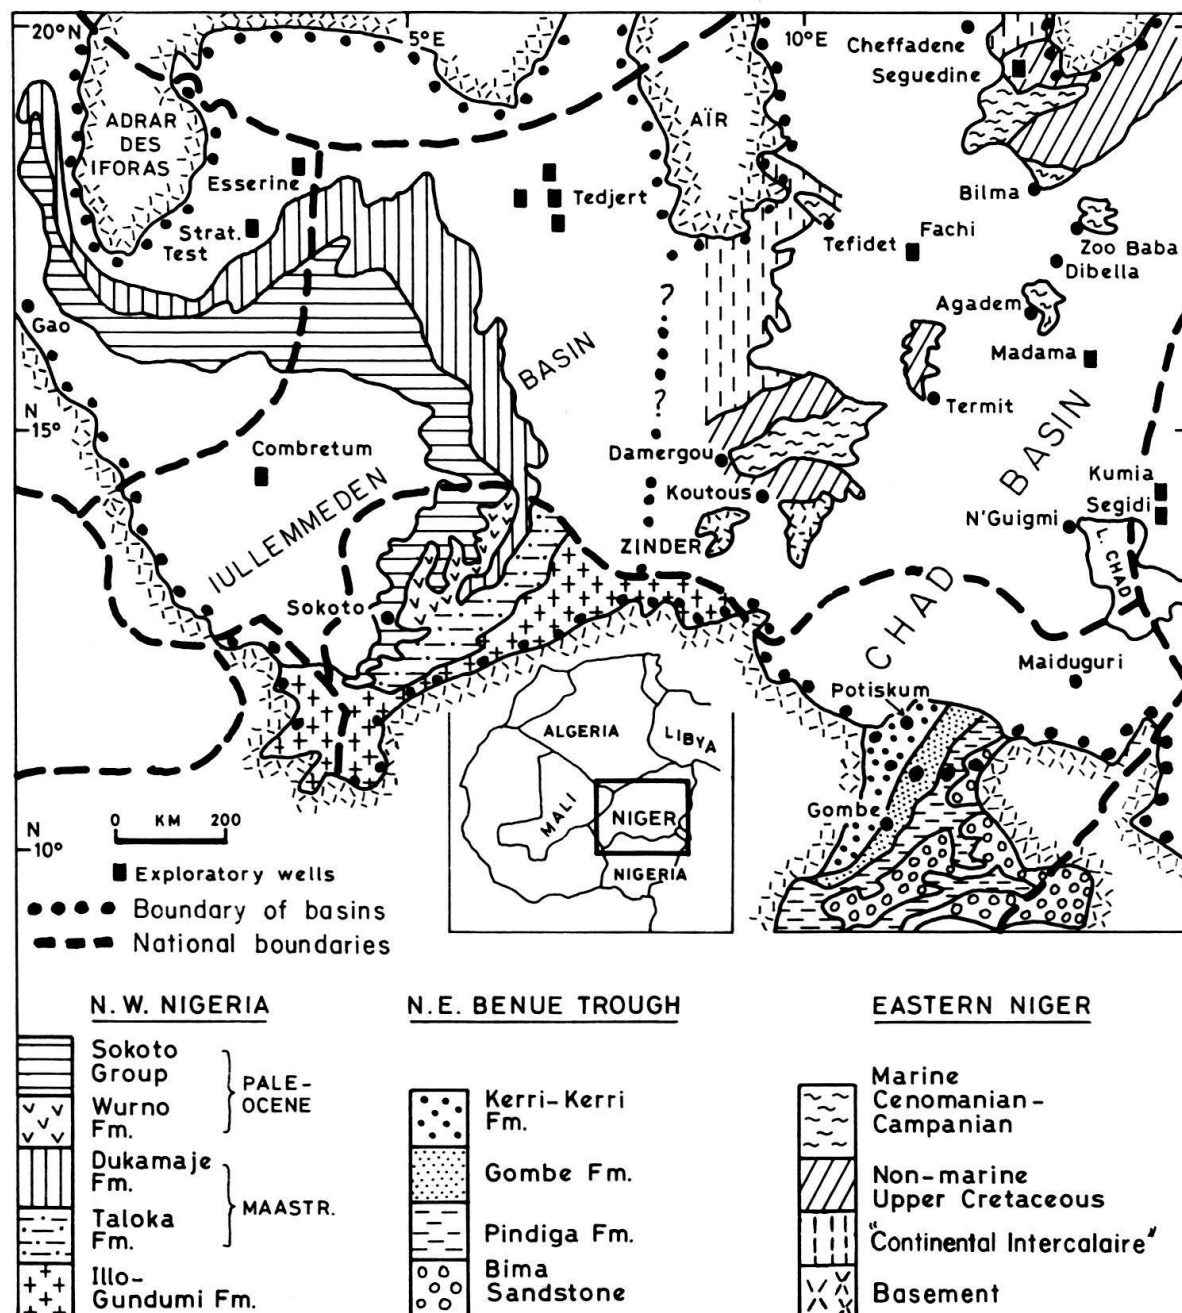 20°N
5°E
10°E
Cheffadene
Seguedine
ADRAR
DES
IFORAS
AÏR
Esserine
Tedjert
Bilma
Strat.
Test
Tefidet
Fachi
Zoo Baba
Dibella
Gao
Agadem
Madama
BASIN
Termit
N
15°
Combretum
Damergou
BASIN
Kumia
Koutous
Segidi
N'Guigmi
IULLEMMEDEN
ZINDER
L. CHAD
Sokoto
CHAD
Maiduguri
Potiskum
ALGERIA
LIBYA
MALI
NIGER
Gombe
NIGERIA
0 KM 200
N
10°
Exploratory wells
Boundary of basins
National boundaries
N. W. NIGERIA
Sokoto
Group
Wurno
Fm.
PALE-
OCENE
Dukamaje
Fm.
Taloka
Fm.
MAASTR.
Illo-
Gundumi Fm.
N.E. BENUE TROUGH
Kerri-Kerri
Fm.
Gombe Fm.
Pindiga Fm.
Bima
Sandstone
EASTERN NIGER
Marine
Cenomanian-
Campanian
Non-marine
Upper Cretaceous
"Continental Intercalaire"
Basement